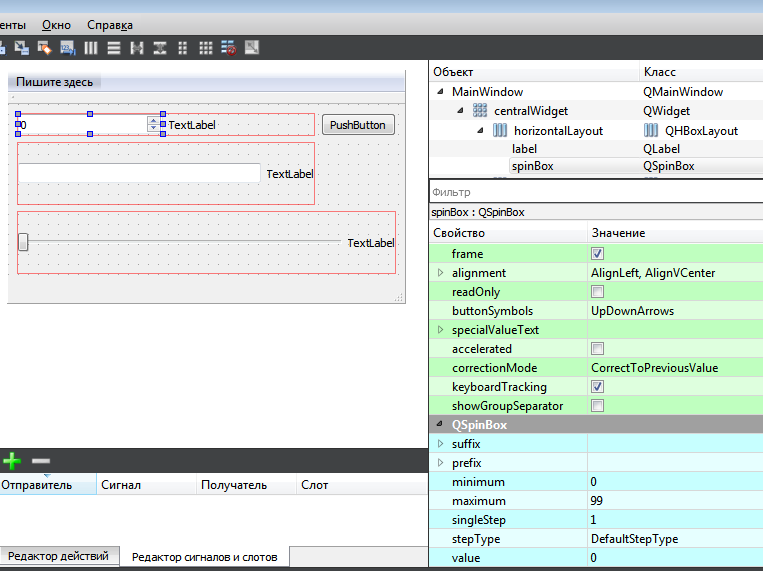 енты Окно Справка
Пишите здесь
0 TextLabel PushButton
TextLabel
TextLabel
Объект Класс
MainWindow QMainWindow
centralWidget QWidget
horizontalLayout QHBoxLayout
label QLabel
spinBox QSpinBox
Фильтр
spinBox : QSpinBox
Свойство Значение
frame
alignment AlignLeft, AlignVCenter
readOnly
buttonSymbols UpDownArrows
specialValueText
accelerated
correctionMode CorrectToPreviousValue
keyboardTracking
showGroupSeparator
QSpinBox
suffix
prefix
minimum 0
maximum 99
singleStep 1
stepType DefaultStepType
value 0
Отправитель Сигнал Получатель Слот
Редактор действий Редактор сигналов и слотов